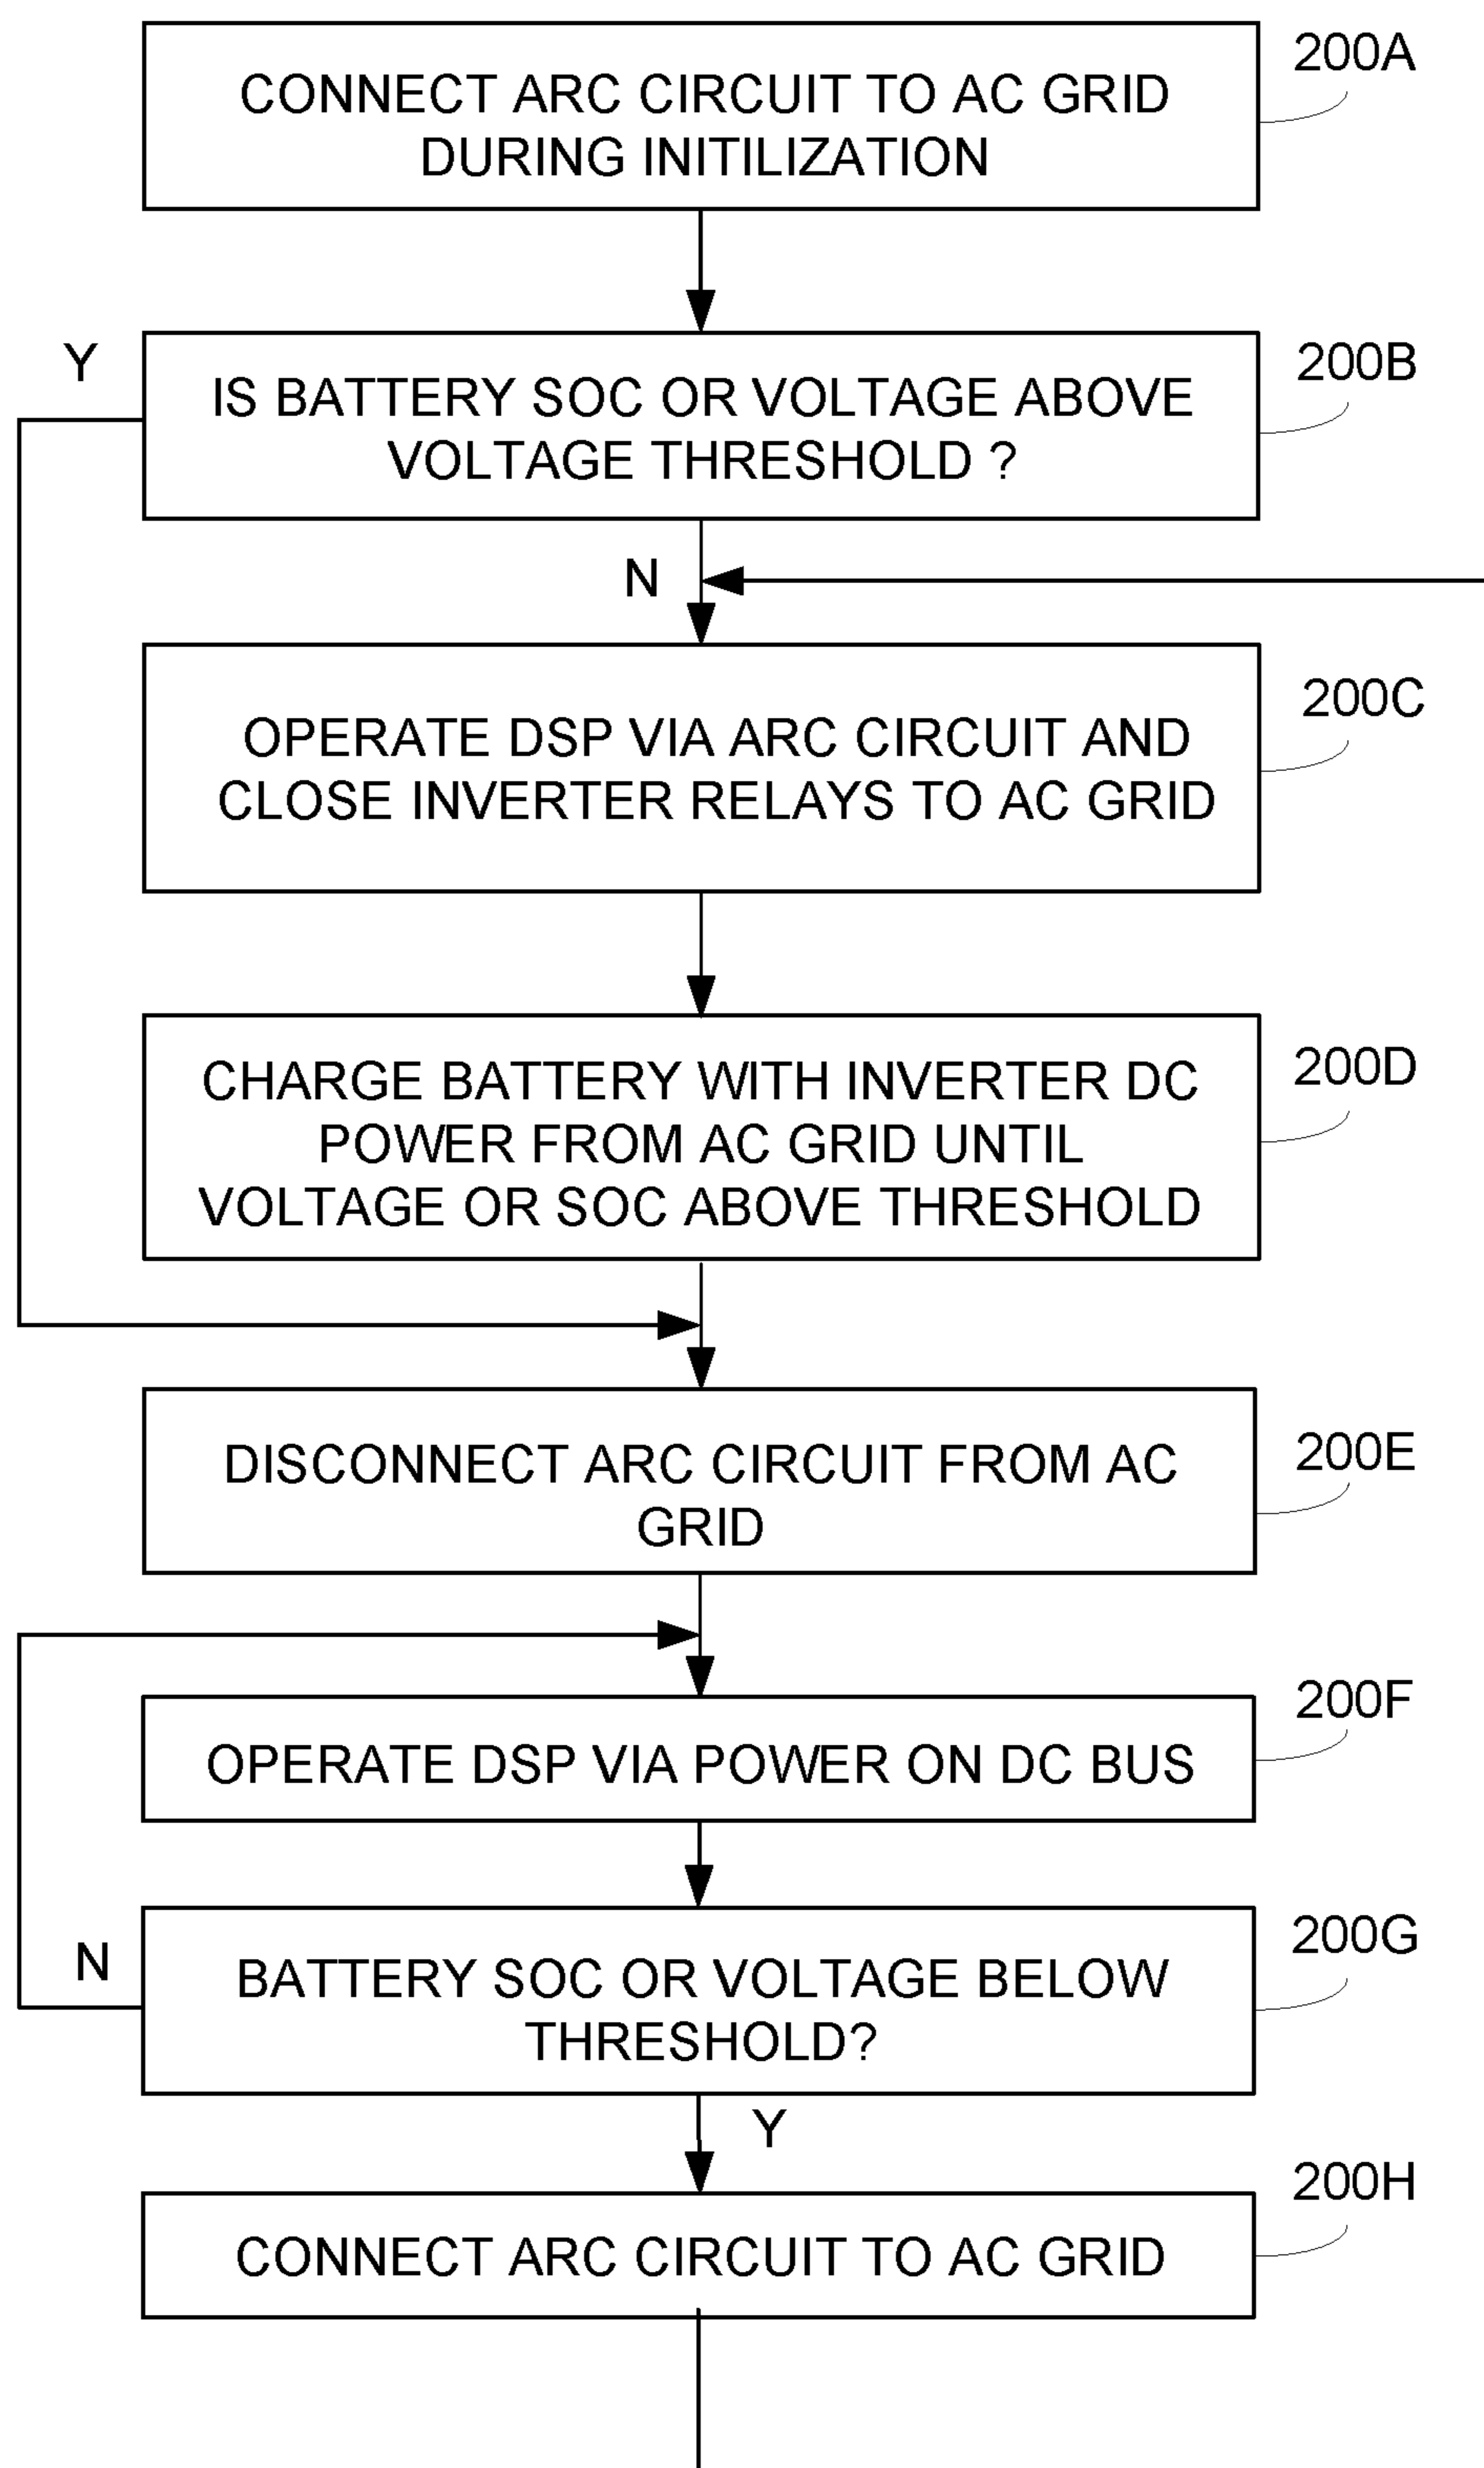 200A
CONNECT ARC CIRCUIT TO AC GRID
DURING INITILIZATION
Y
200B
IS BATTERY SOC OR VOLTAGE ABOVE
VOLTAGE THRESHOLD ?
N
200C
OPERATE DSP VIA ARC CIRCUIT AND
CLOSE INVERTER RELAYS TO AC GRID
200D
CHARGE BATTERY WITH INVERTER DC
POWER FROM AC GRID UNTIL
VOLTAGE OR SOC ABOVE THRESHOLD
200E
DISCONNECT ARC CIRCUIT FROM AC
GRID
200F
OPERATE DSP VIA POWER ON DC BUS
200G
N
BATTERY SOC OR VOLTAGE BELOW
THRESHOLD?
Y
200H
CONNECT ARC CIRCUIT TO AC GRID